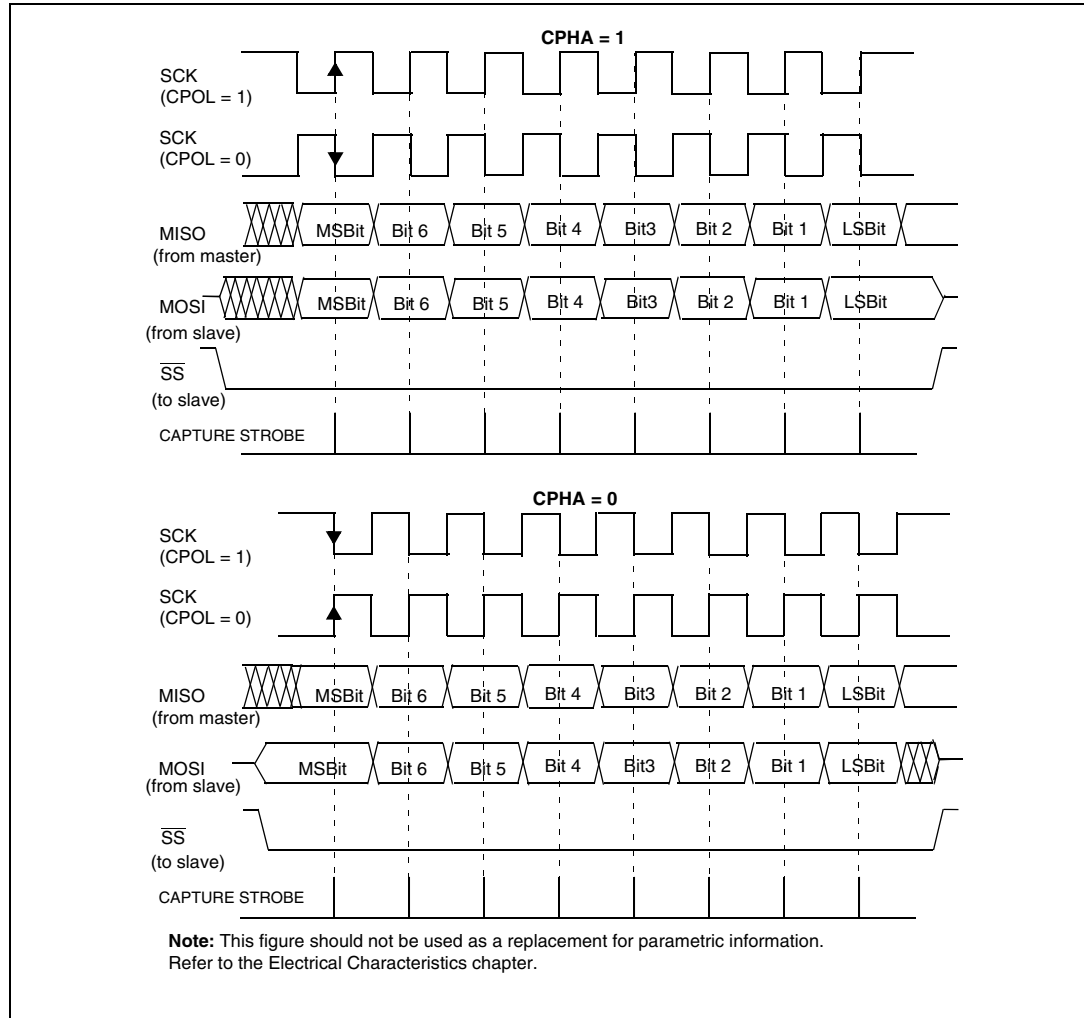 CPHA = 1
SCK
(CPOL = 1)
SCK
(CPOL = 0)
MISO
(from master)
MSBit Bit 6 Bit 5 Bit 4 Bit3 Bit 2 Bit 1 LSBit
MOSI
(from slave)
MSBit Bit 6 Bit 5 Bit 4 Bit3 Bit 2 Bit 1 LSBit
SS
(to slave)
CAPTURE STROBE
CPHA = 0
SCK
(CPOL = 1)
SCK
(CPOL = 0)
MISO
(from master)
MSBit Bit 6 Bit 5 Bit 4 Bit3 Bit 2 Bit 1 LSBit
MOSI
(from slave)
MSBit Bit 6 Bit 5 Bit 4 Bit3 Bit 2 Bit 1 LSBit
SS
(to slave)
CAPTURE STROBE
Note: This figure should not be used as a replacement for parametric information.
Refer to the Electrical Characteristics chapter.